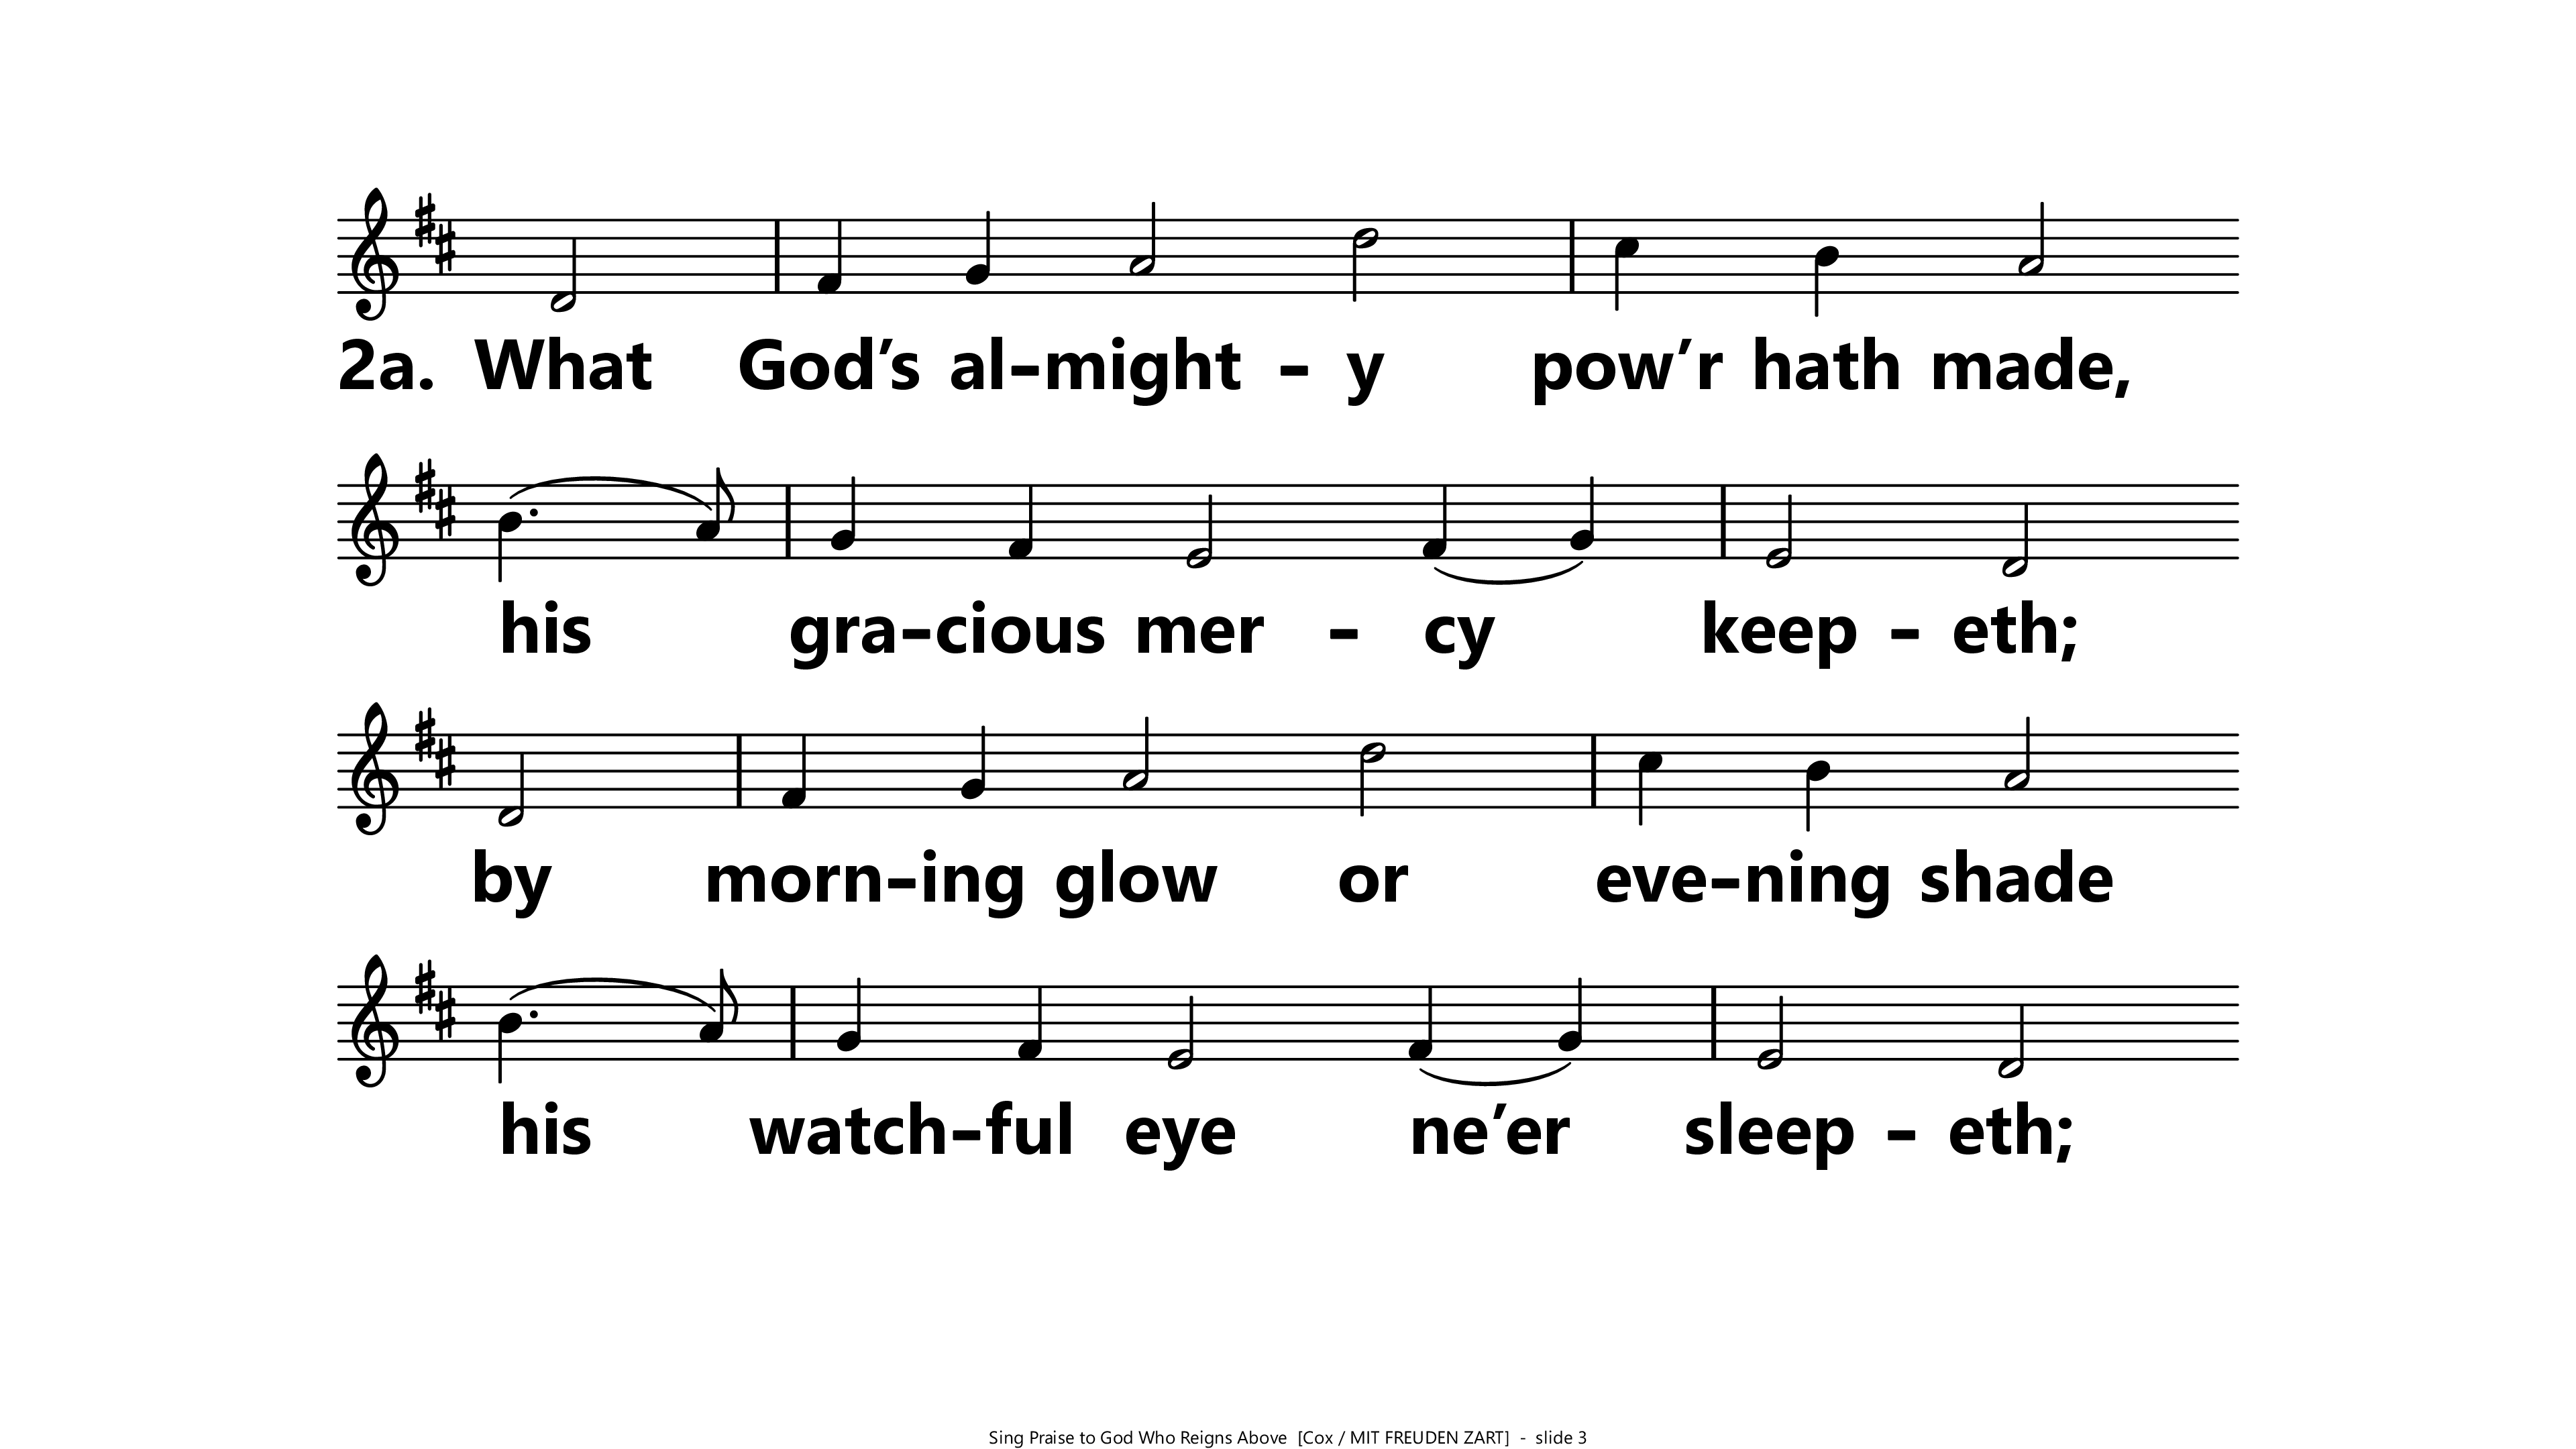 2a. What God’s al-might - y pow’r hath made,
his gra-cious mer - cy keep - eth;
by morn-ing glow or eve-ning shade
his watch-ful eye ne’er sleep - eth;
Sing Praise to God Who Reigns Above [Cox / MIT FREUDEN ZART] - slide 3